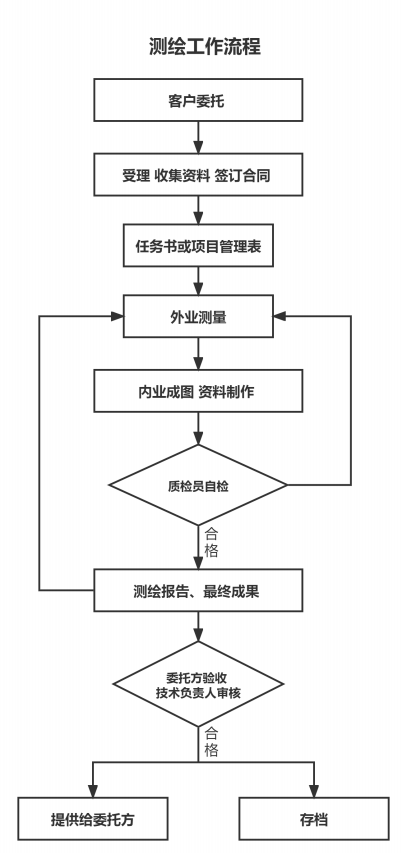 测绘工作流程
客户委托
受理 收集资料 签订合同
任务书或项目管理表
外业测量
内业成图 资料制作
质检员自检
合
格
测绘报告、最终成果
委托方验收
技术负责人审核
合
格
提供给委托方
存档